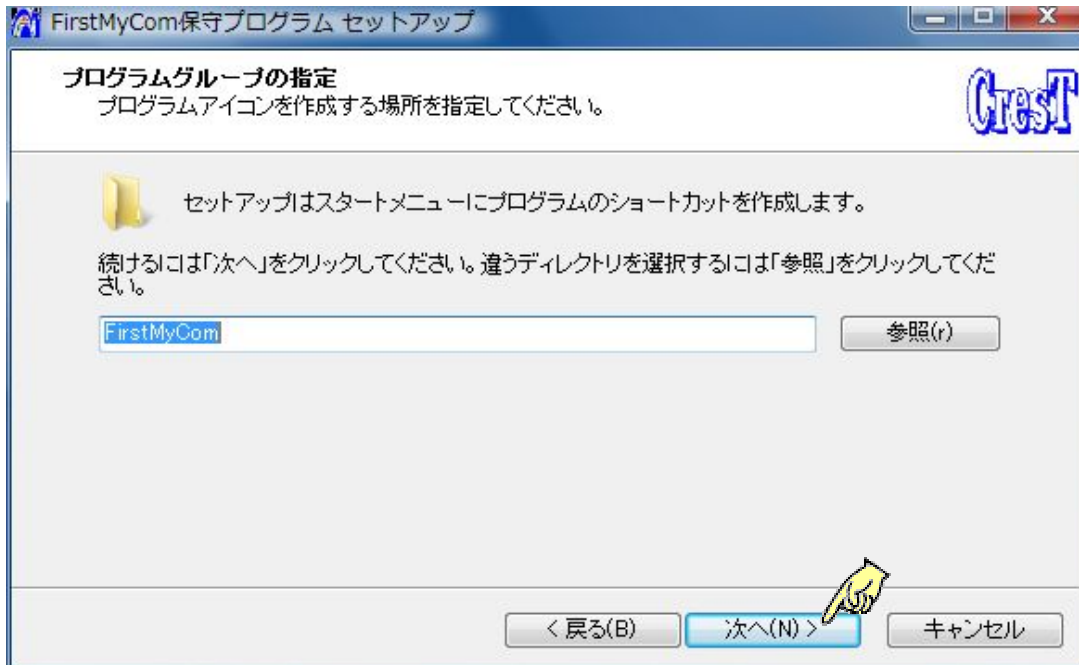 FirstMyCom保守プログラム セットアップ
プログラムグループの指定
プログラムアイコンを作成する場所を指定してください。
CresT
セットアップはスタートメニューにプログラムのショートカットを作成します。
続けるには「次へ」をクリックしてください。違うディレクトリを選択するには「参照」をクリックしてくだ
さい。
FirstMyCom
参照(r)
< 戻る(B)
次へ(N) >
キャンセル